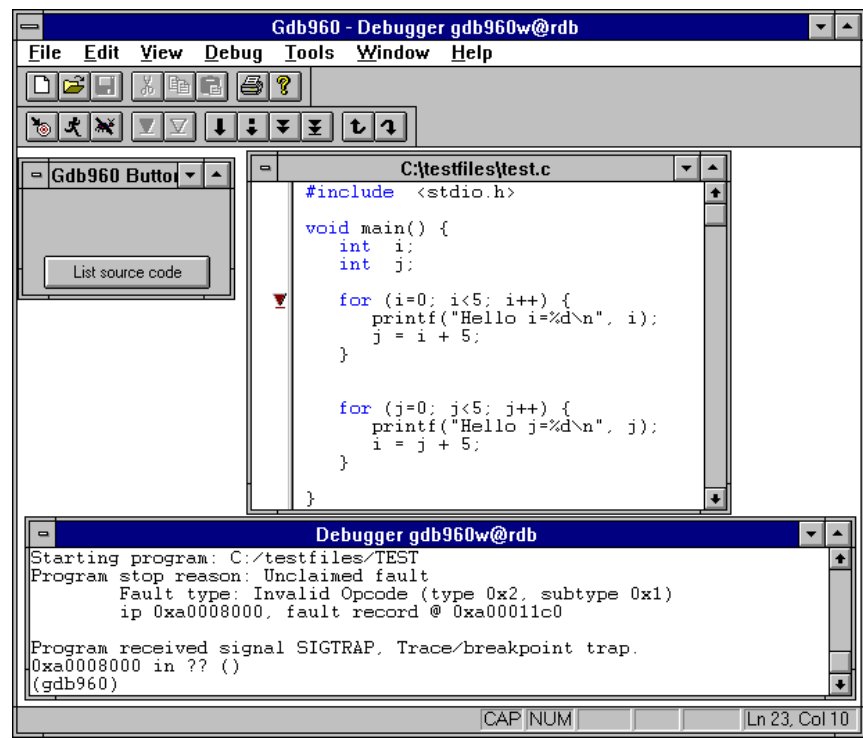 Gdb960 - Debugger gdb960w@rdb
File Edit View Debug Tools Window Help
Gdb960
List source code
C:\testfiles\test.c
#include <stdio.h>
void main() {
int i;
int j;
for (i=0; i<5; i++) {
printf("Hello i=%d\n", i);
j = i + 5;
}
for (j=0; j<5; j++) {
printf("Hello j=%d\n", j);
i = j + 5;
}
}
Debugger gdb960w@rdb
Starting program: C:/testfiles/TEST
Program stop reason: Unclaimed fault
Fault type: Invalid Opcode (type 0x2, subtype 0x1)
ip 0xa0008000, fault record @ 0xa00011c0
Program received signal SIGTRAP, Trace/breakpoint trap.
0xa0008000 in ?? ()
(gdb960)
CAP NUM Ln 23, Col 10